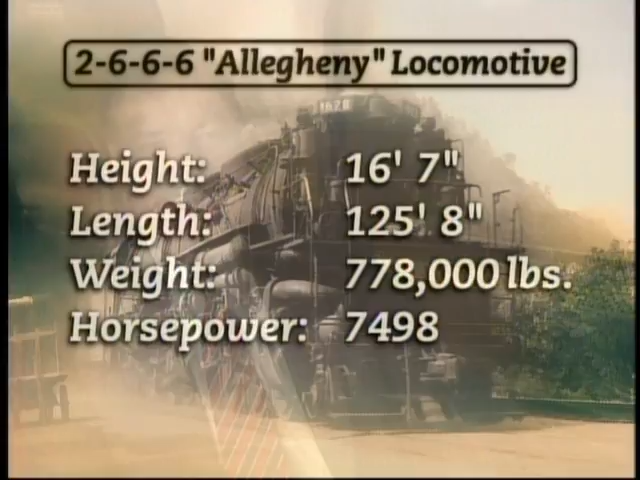 2-6-6-6 "Allegheny" Locomotive
Height: 16' 7"
Length: 125' 8"
Weight: 778,000 lbs.
Horsepower: 7498